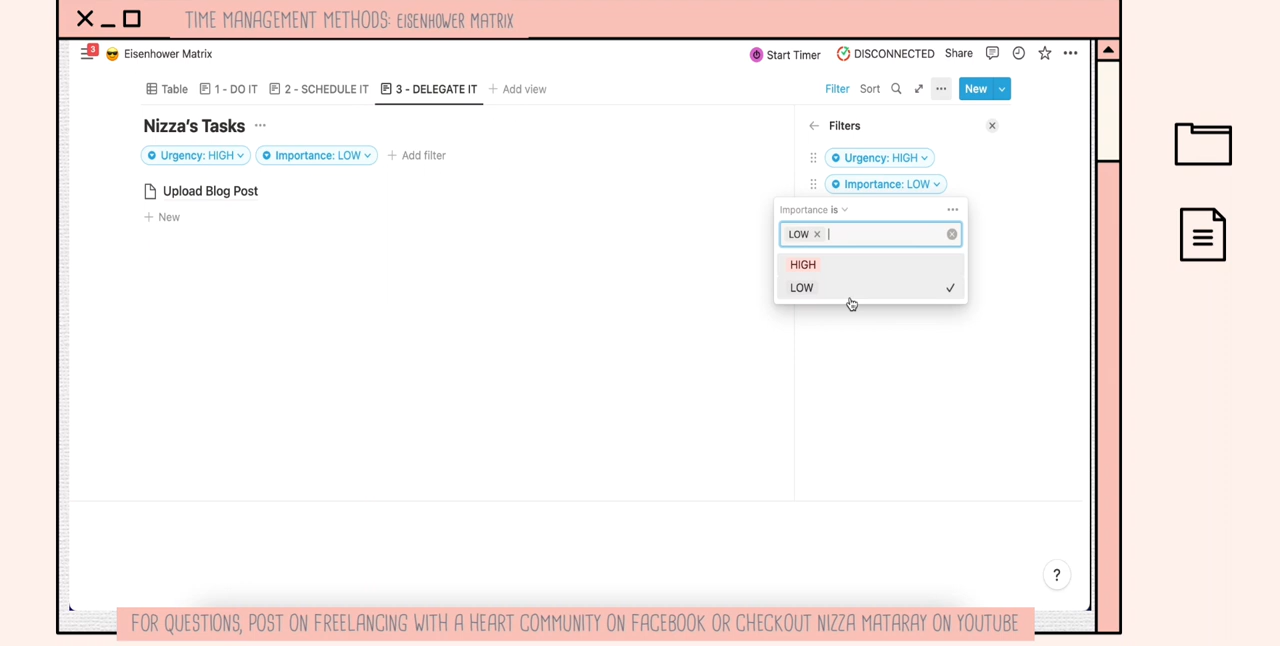 TIME MANAGEMENT METHODS: EISENHOWER MATRIX
3
Eisenhower Matrix
Start Timer
DISCONNECTED
Share
Table
1 - DO IT
2 - SCHEDULE IT
3 - DELEGATE IT
+ Add view
Filter
Sort
New
Nizza's Tasks
Filters
Urgency: HIGH
Importance: LOW
+ Add filter
Urgency: HIGH
Importance: LOW
Upload Blog Post
+ New
Importance is
LOW
HIGH
LOW
?
FOR QUESTIONS, POST ON FREELANCING WITH A HEART COMMUNITY ON FACEBOOK OR CHECKOUT NIZZA MATARAY ON YOUTUBE